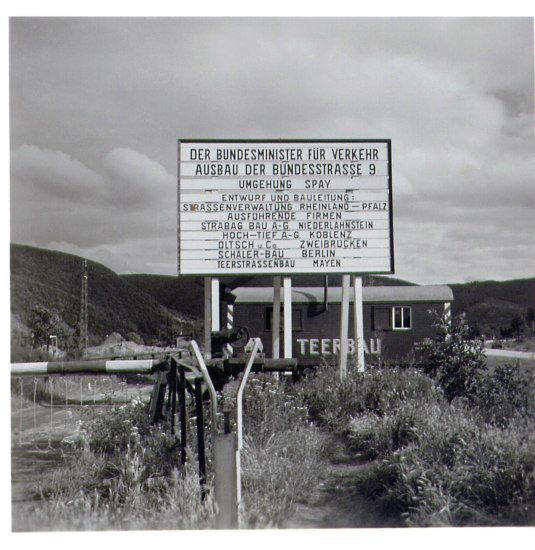 DER BUNDESMINISTER FÜR VERKEHR
AUSBAU DER BUNDESSTRASSE 9
UMGEHUNG SPAY
ENTWURF UND BAULEITUNG:
STRASSENVERWALTUNG RHEINLAND-PFALZ
AUSFÜHRENDE FIRMEN
STRABAG BAU A-G. NIEDERLAHNSTEIN
HOCH-TIEF A-G. KOBLENZ
OLTSCH u. Co. ZWEIBRÜCKEN
SCHÄLER-BAU BERLIN
TEERSTRASSENBAU MAYEN
TEERBAU